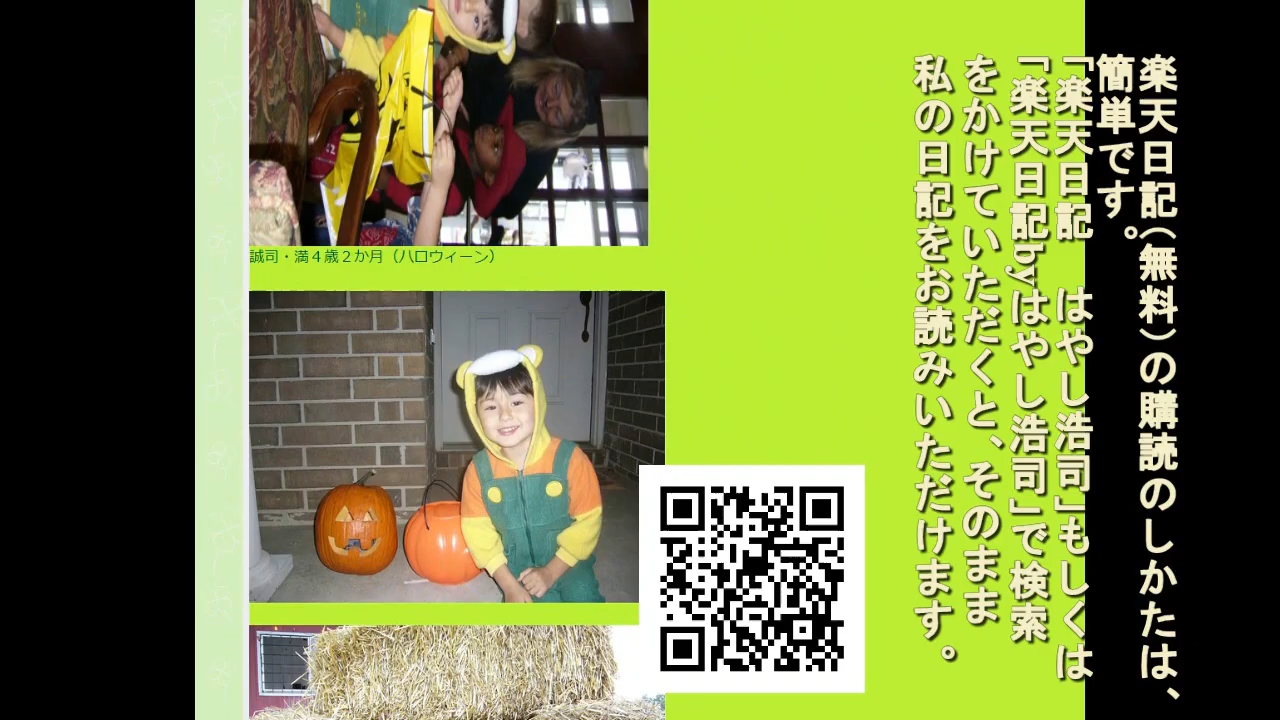 楽天日記（無料）の購読のしかたは、
簡単です。
「楽天日記　はやし浩司」もしくは
「楽天日記byはやし浩司」で検索
をかけていただくと、そのまま
私の日記をお読みいただけます。
誠司・満４歳２か月（ハロウィーン）